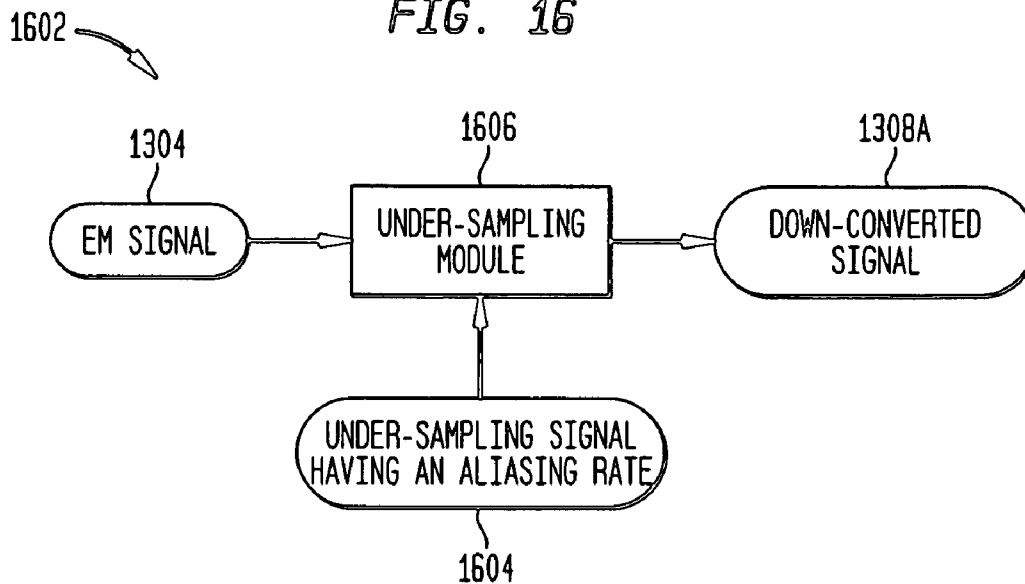 FIG. 16
1602
1304
1606
1308A
EM SIGNAL
UNDER-SAMPLING
MODULE
DOWN-CONVERTED
SIGNAL
UNDER-SAMPLING SIGNAL
HAVING AN ALIASING RATE
1604